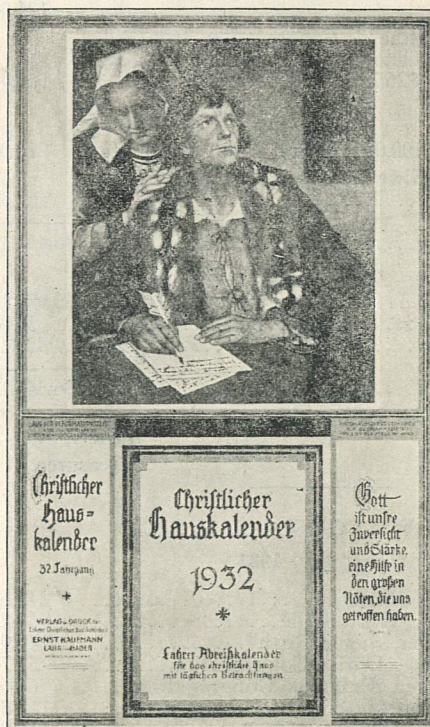 Christlicher
Haus=
kalender
37. Jahrgang
VERLAG u. DRUCK
ERNST KAUFMANN
LAHR BADEN
Christlicher
Hauskalender
1932
Lahrer Abreißkalender
für das christliche Haus
mit täglichen Betrachtungen
Gott
ist unsre
Zuversicht
und Stärke,
eine Hilfe in
den großen
Nöten, die uns
getroffen haben.